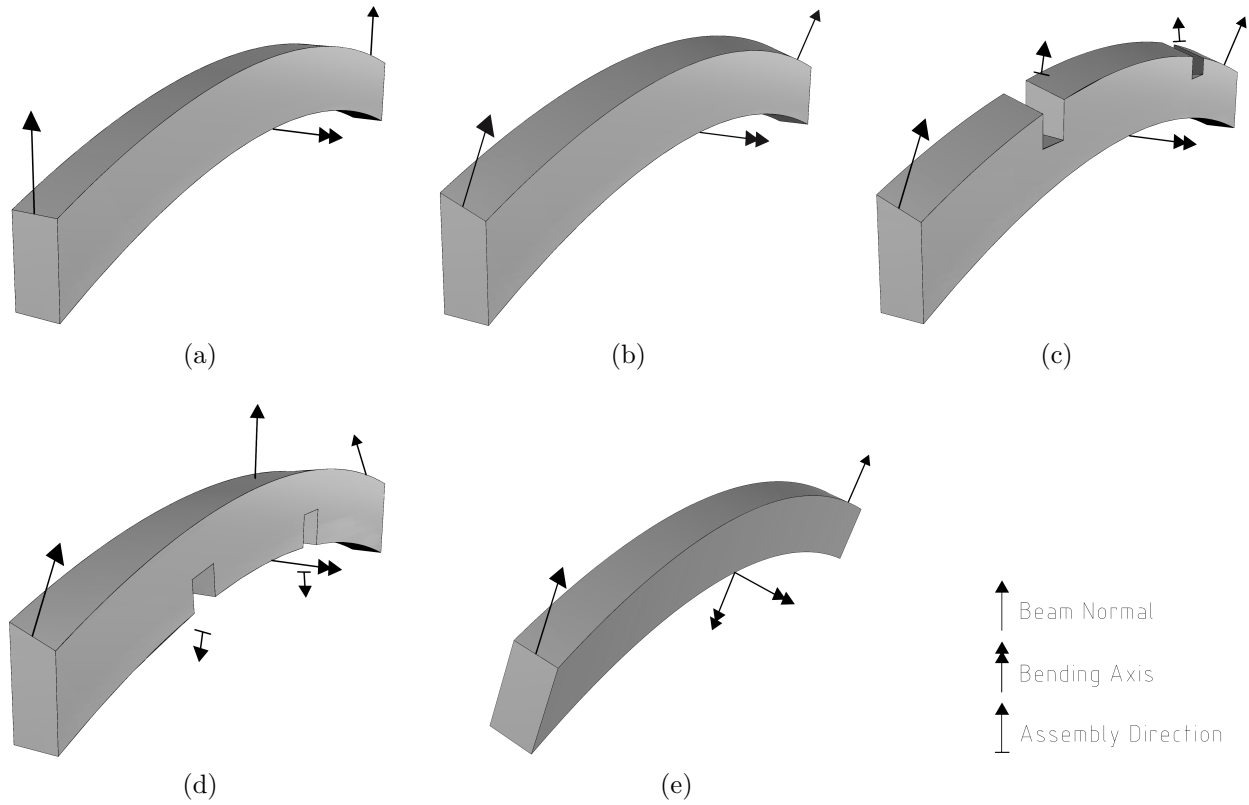 (a)
(b)
(c)
(d)
(e)
Beam Normal
Bending Axis
Assembly Direction